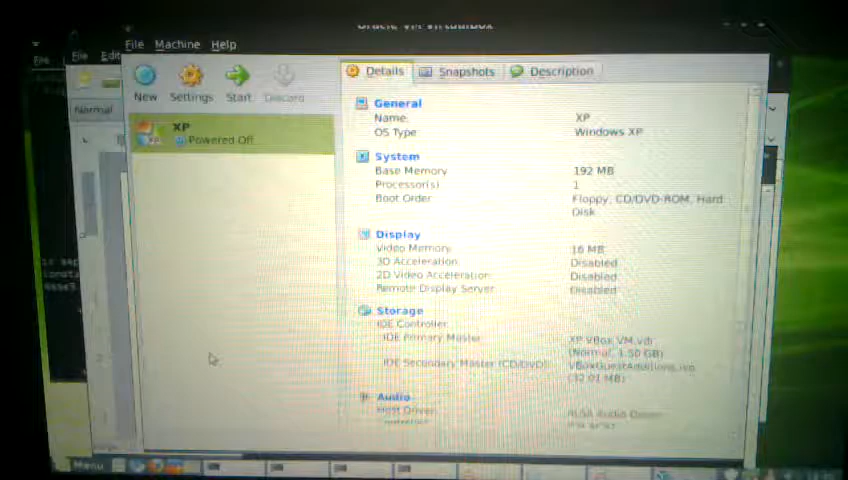 Oracle VM VirtualBox
File Machine Help
File
File Edit
New Settings Start Discard
Details Snapshots Description
Normal
XP
Powered Off
General
Name: XP
OS Type Windows XP
System
Base Memory 192 MB
Processor(s) 1
Boot Order Floppy, CD/DVD-ROM, Hard
Disk
Display
Video Memory 16 MB
3D Acceleration Disabled
2D Video Acceleration Disabled
Remote Display Server Disabled
Storage
IDE Controller
IDE Primary Master XP VBox VM.vdi
(Normal, 1.50 GB)
IDE Secondary Master (CD/DVD) VBoxGuestAdditions.iso
(32.01 MB)
Audio
Host Driver ALSA Audio Driver
Menu